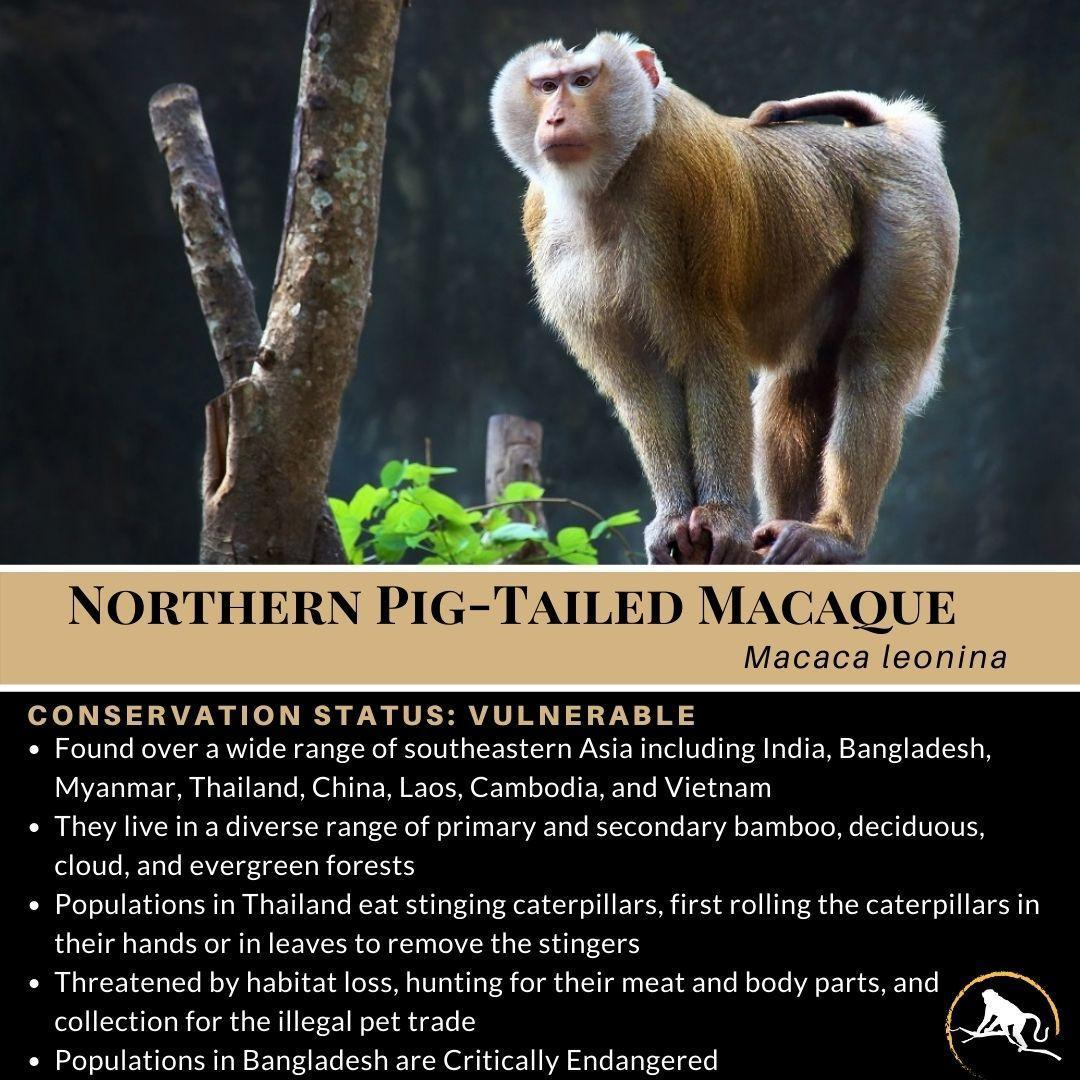 Northern Pig-Tailed Macaque
Macaca leonina
CONSERVATION STATUS: VULNERABLE
• Found over a wide range of southeastern Asia including India, Bangladesh,
Myanmar, Thailand, China, Laos, Cambodia, and Vietnam
• They live in a diverse range of primary and secondary bamboo, deciduous,
cloud, and evergreen forests
• Populations in Thailand eat stinging caterpillars, first rolling the caterpillars in
their hands or in leaves to remove the stingers
• Threatened by habitat loss, hunting for their meat and body parts, and
collection for the illegal pet trade
• Populations in Bangladesh are Critically Endangered